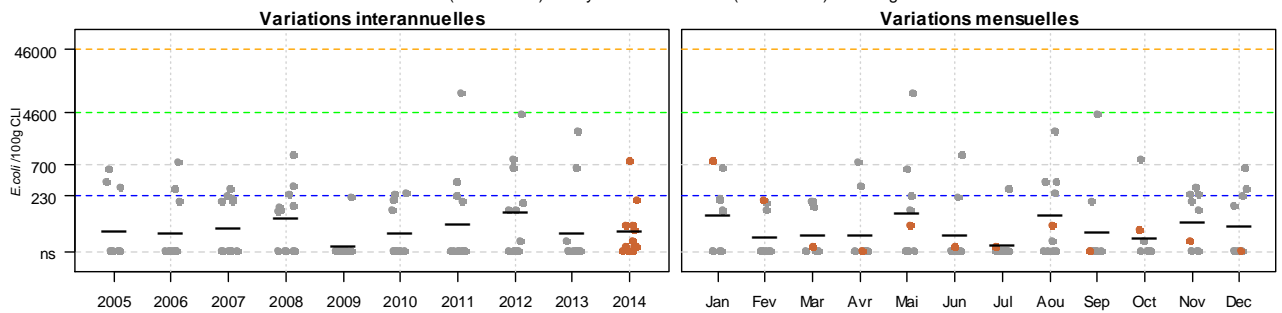 Variations interannuelles
Variations mensuelles
46000
4600
700
230
ns
E.coli /100g CLI
2005 2006 2007 2008 2009 2010 2011 2012 2013 2014
Jan Fev Mar Avr Mai Jun Jul Aou Sep Oct Nov Dec